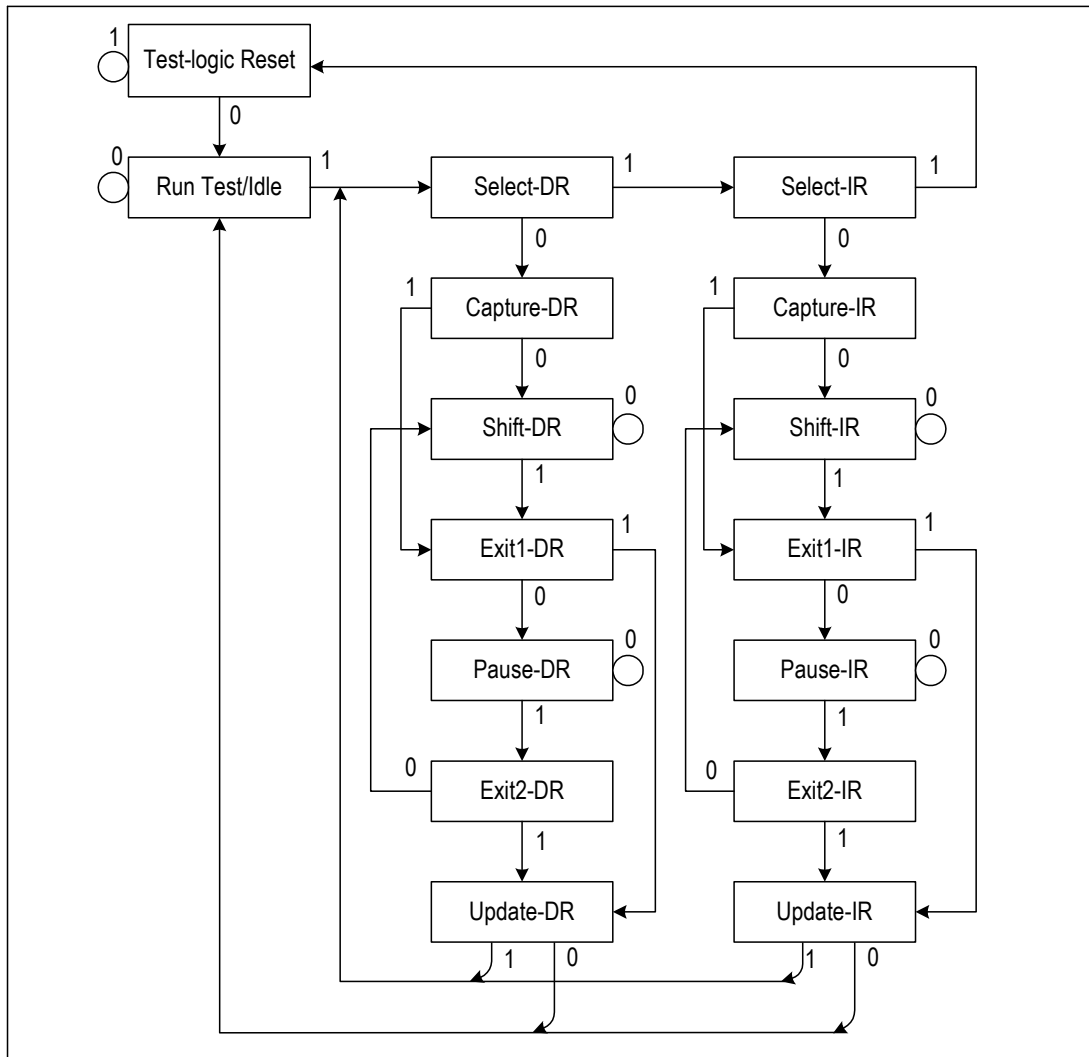 1
Test-logic Reset
0
0
Run Test/Idle
1
Select-DR
1
Select-IR
1
0
0
1
Capture-DR
1
Capture-IR
0
0
Shift-DR
0
Shift-IR
0
1
1
Exit1-DR
1
Exit1-IR
1
0
0
Pause-DR
0
Pause-IR
0
1
1
0
Exit2-DR
0
Exit2-IR
1
1
Update-DR
Update-IR
1
0
1
0